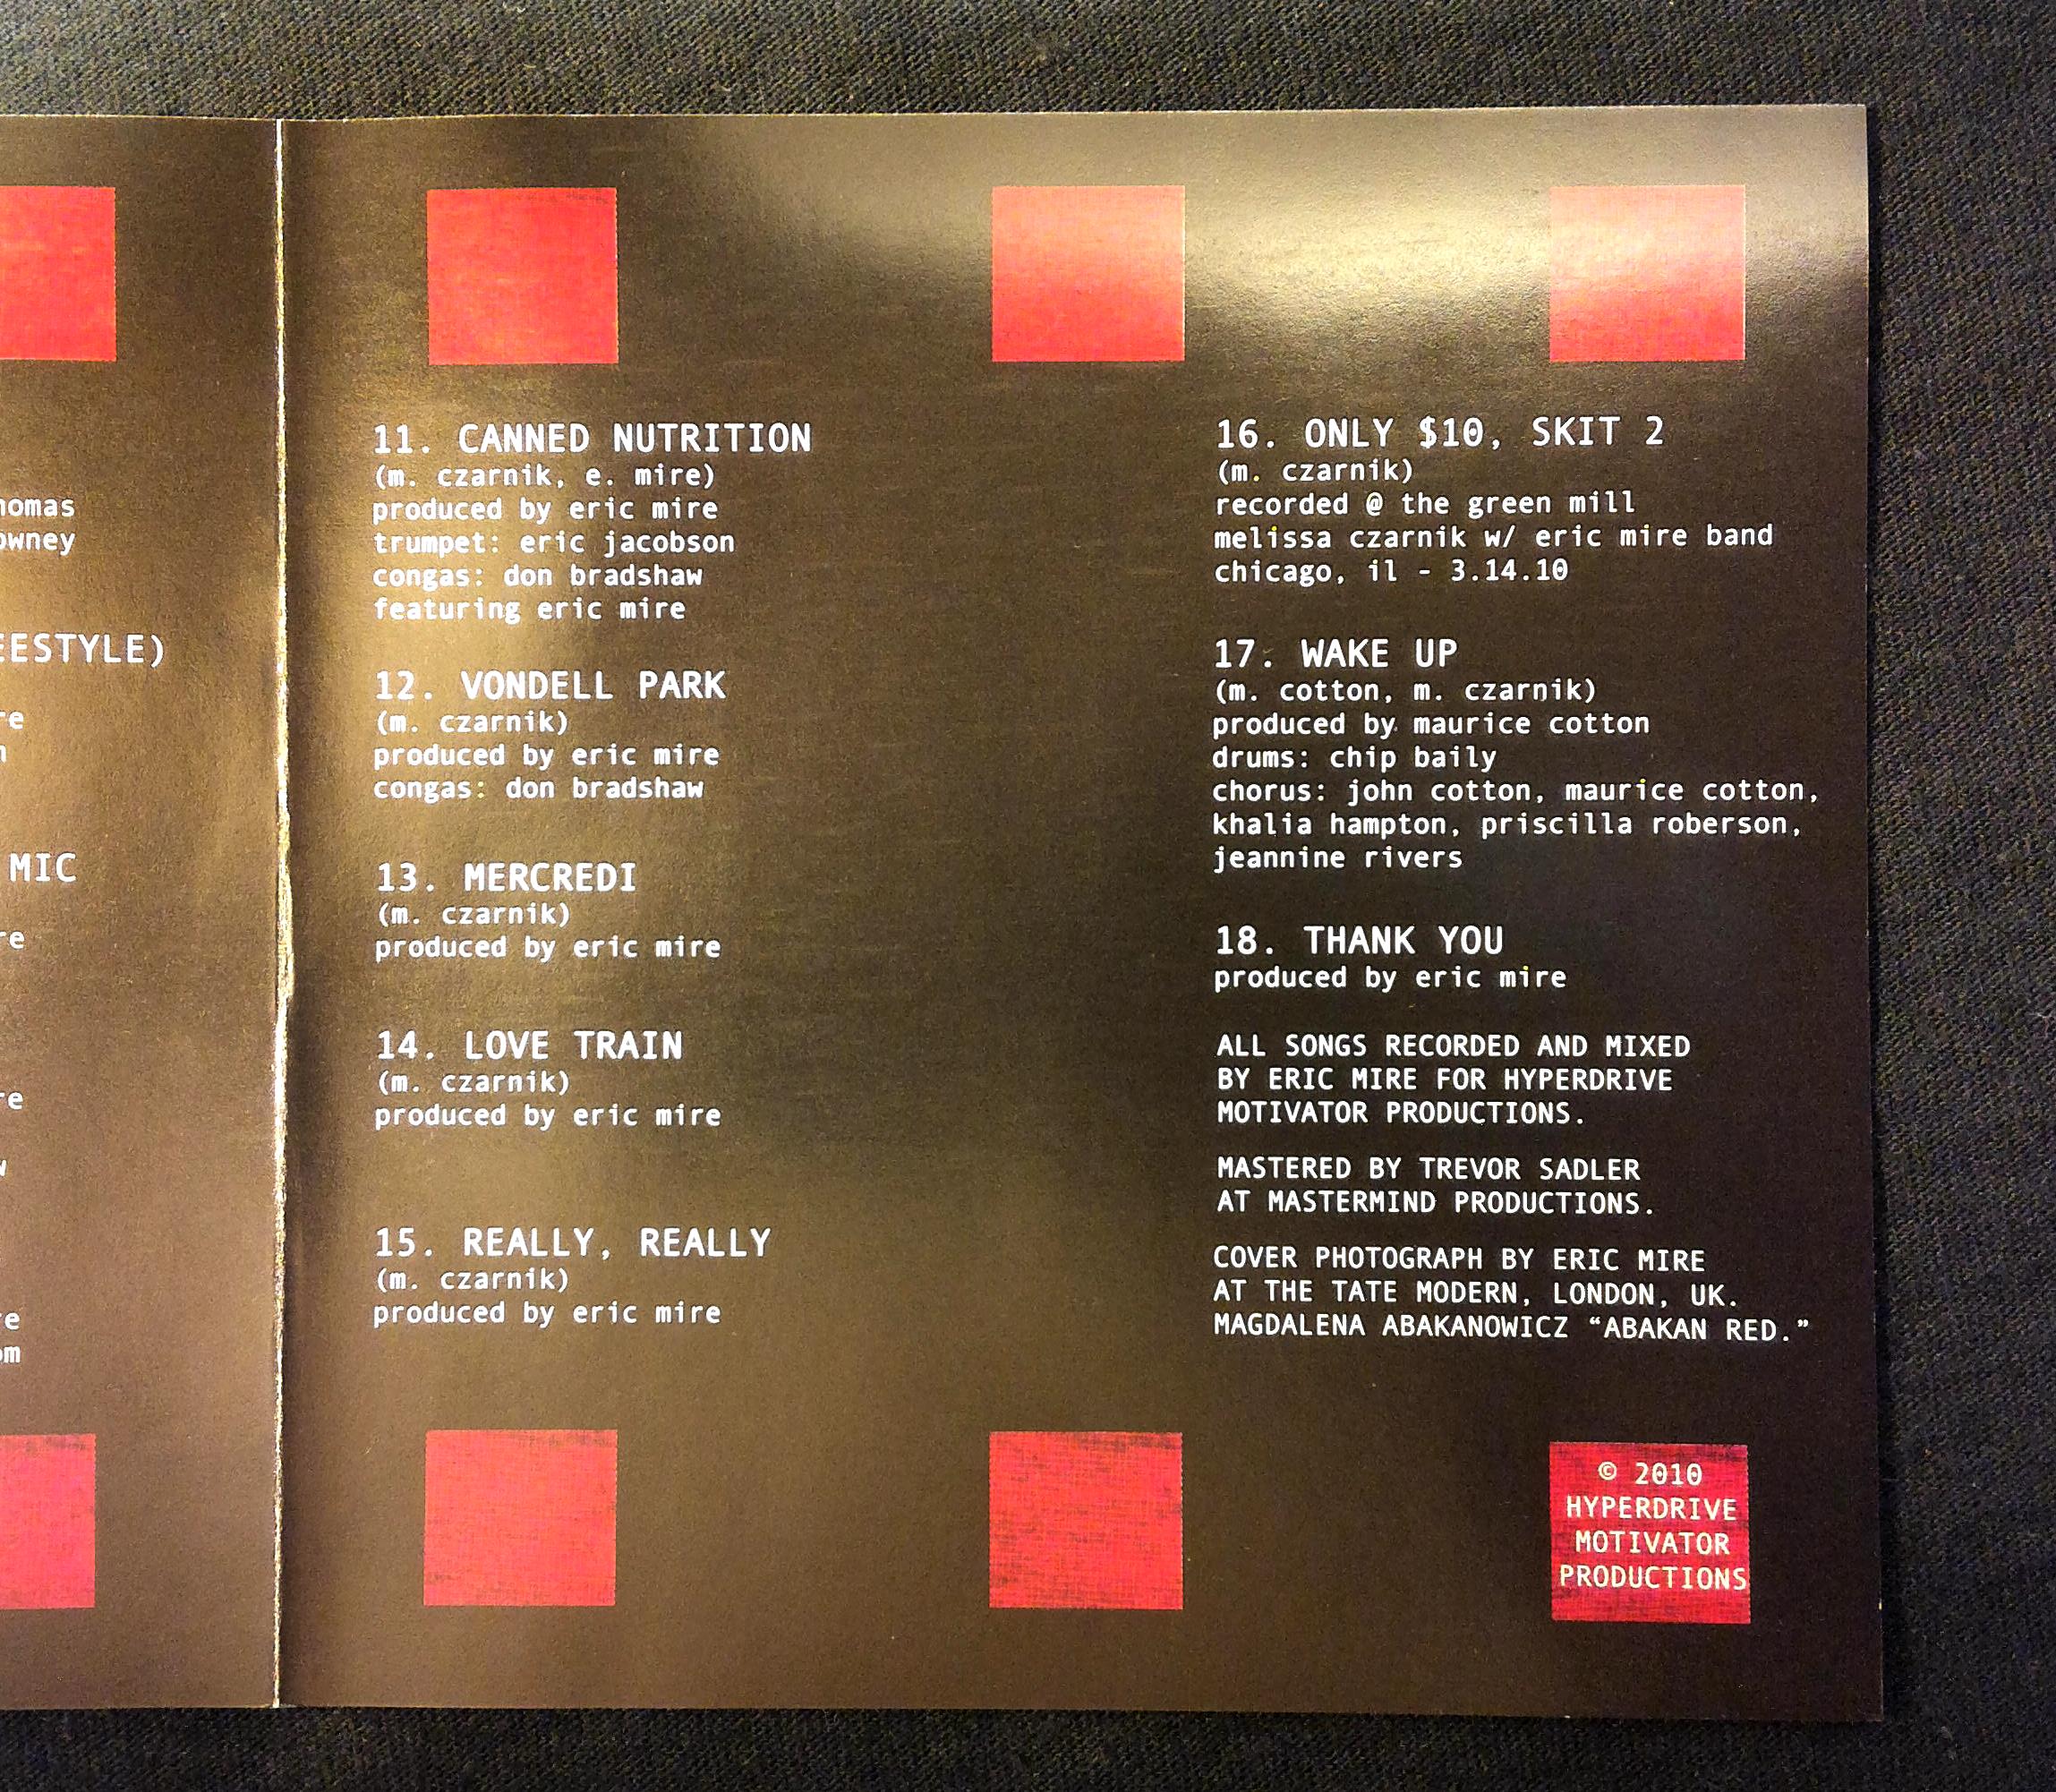 EESTYLE)
MIC
11. CANNED NUTRITION
(m. czarnik, e. mire)
produced by eric mire
trumpet: eric jacobson
congas: don bradshaw
featuring eric mire
12. VONDELL PARK
(m. czarnik)
produced by eric mire
congas: don bradshaw
13. MERCREDI
(m. czarnik)
produced by eric mire
14. LOVE TRAIN
(m. czarnik)
produced by eric mire
15. REALLY, REALLY
(m. czarnik)
produced by eric mire
16. ONLY $10, SKIT 2
(m. czarnik)
recorded @ the green mill
melissa czarnik w/ eric mire band
chicago, il - 3.14.10
17. WAKE UP
(m. cotton, m. czarnik)
produced by maurice cotton
drums: chip baily
chorus: john cotton, maurice cotton,
khalia hampton, priscilla roberson,
jeannine rivers
18. THANK YOU
produced by eric mire
ALL SONGS RECORDED AND MIXED
BY ERIC MIRE FOR HYPERDRIVE
MOTIVATOR PRODUCTIONS.
MASTERED BY TREVOR SADLER
AT MASTERMIND PRODUCTIONS.
COVER PHOTOGRAPH BY ERIC MIRE
AT THE TATE MODERN, LONDON, UK.
MAGDALENA ABAKANOWICZ “ABAKAN RED.”
© 2010
HYPERDRIVE
MOTIVATOR
PRODUCTIONS